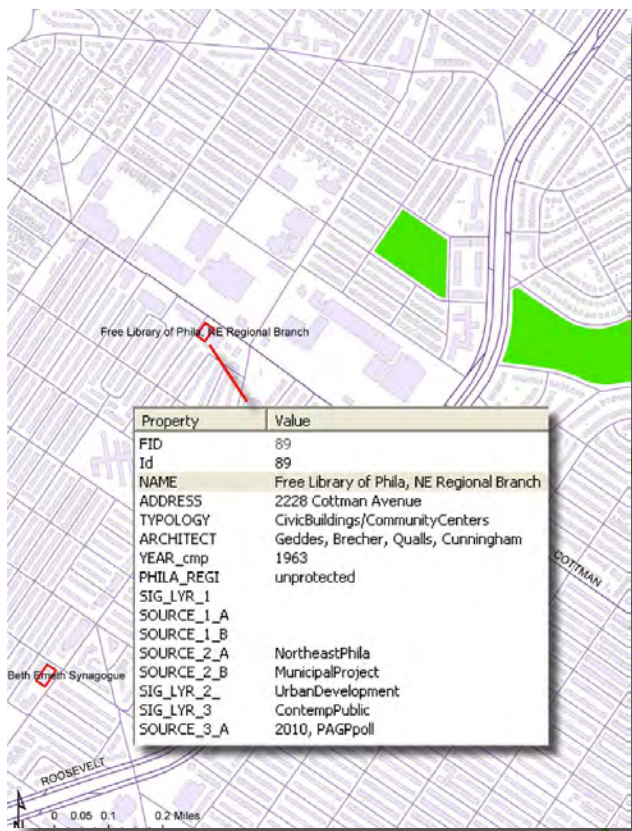 Free Library of Phila, NE Regional Branch
Property Value
FID 89
Id 89
NAME Free Library of Phila, NE Regional Branch
ADDRESS 2228 Cottman Avenue
TYPOLOGY CivicBuildings/CommunityCenters
ARCHITECT Geddes, Brecher, Qualls, Cunningham
YEAR_cmp 1963
PHILA_REGI unprotected
SIG_LYR_1
SOURCE_1_A
SOURCE_1_B
SOURCE_2_A NortheastPhila
SOURCE_2_B MunicipalProject
SIG_LYR_2_ UrbanDevelopment
SIG_LYR_3 ContempPublic
SOURCE_3_A 2010, PAGPpoll
COTTMAN
Beth Emeth Synagogue
ROOSEVELT
N 0 0.05 0.1 0.2 Miles